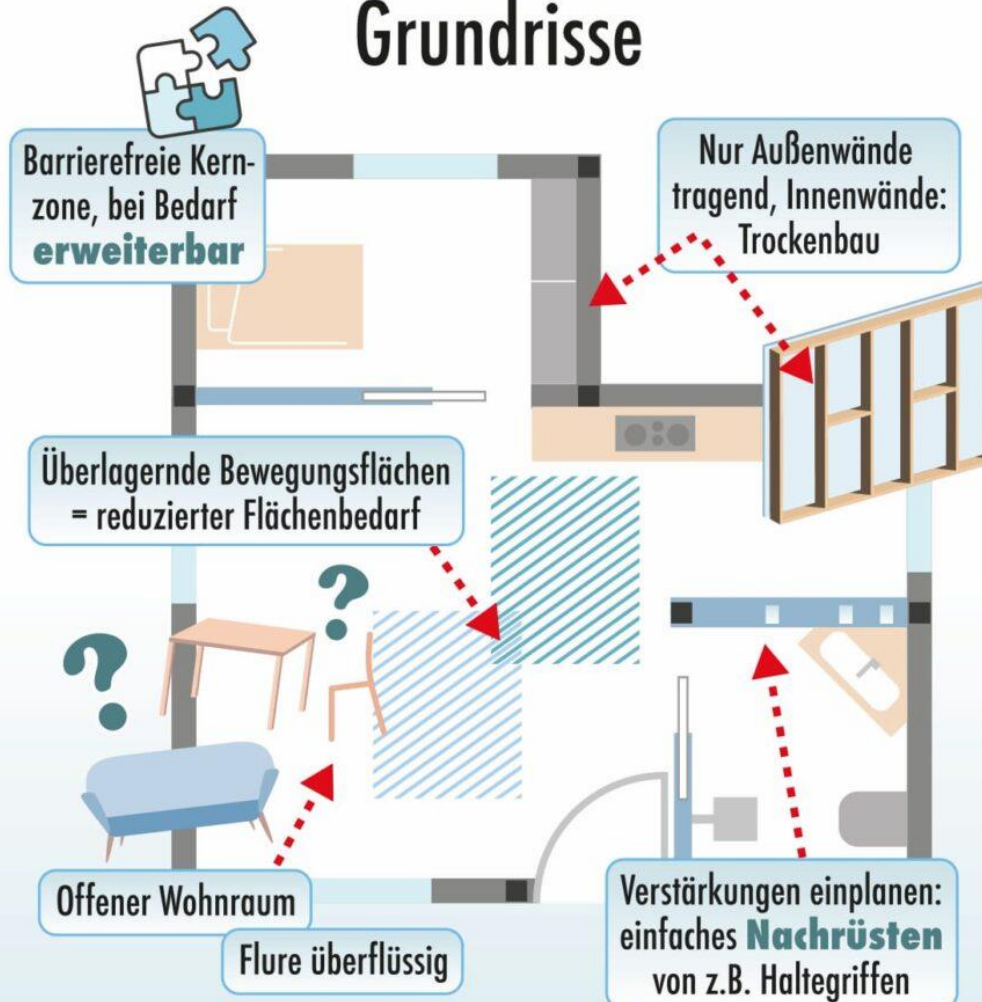 Grundrisse
Barrierefreie Kern-
zone, bei Bedarf
erweiterbar
Nur Außenwände
tragend, Innenwände:
Trockenbau
Überlagernde Bewegungsflächen
= reduzierter Flächenbedarf
?
?
Offener Wohnraum
Flure überflüssig
Verstärkungen einplanen:
einfaches Nachrüsten
von z.B. Haltegriffen